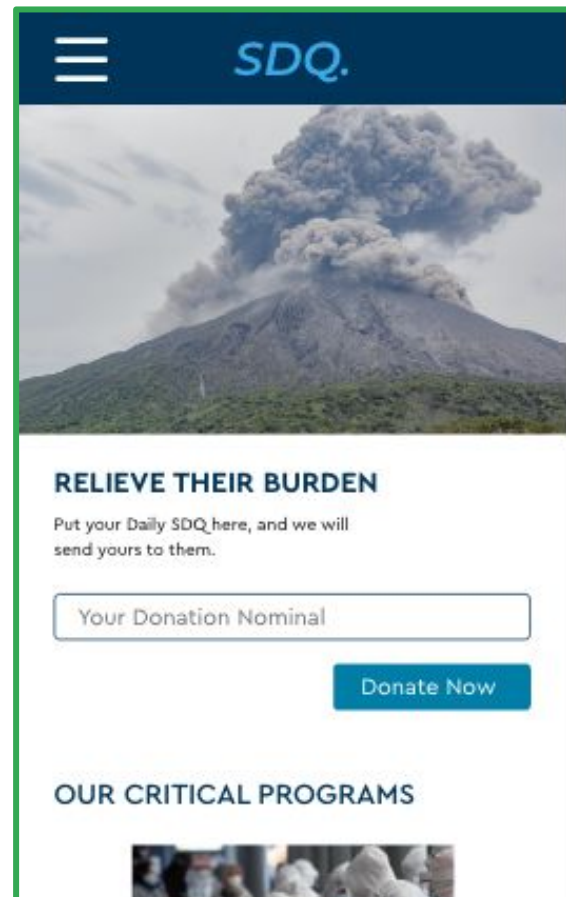 SDQ.
RELIEVE THEIR BURDEN
Put your Daily SDQ here, and we will
send yours to them.
Your Donation Nominal
Donate Now
OUR CRITICAL PROGRAMS